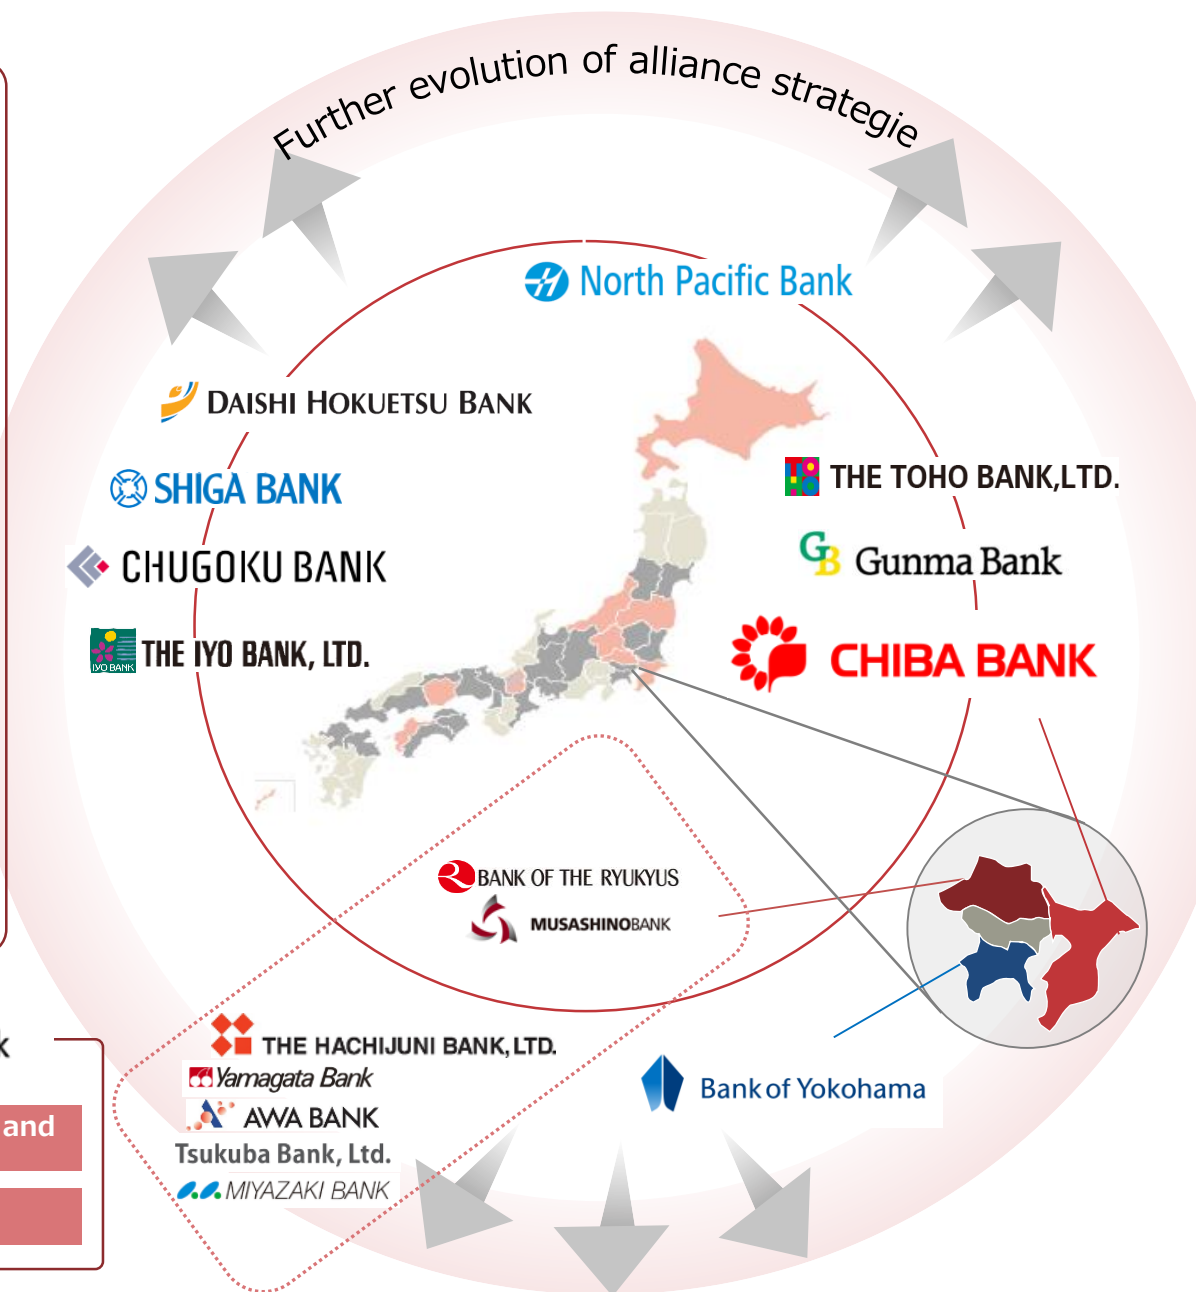 Further evolution of alliance strategie
North Pacific Bank
DAISHI HOKUETSU BANK
SHIGA BANK
THE TOHO BANK,LTD.
CHUGOKU BANK
GB Gunma Bank
IYO BANK THE IYO BANK, LTD.
CHIBA BANK
BANK OF THE RYUKYUS
MUSASHINOBANK
THE HACHIJUNI BANK, LTD.
Yamagata Bank
Bank of Yokohama
AWA BANK
and
Tsukuba Bank, Ltd.
MIYAZAKI BANK